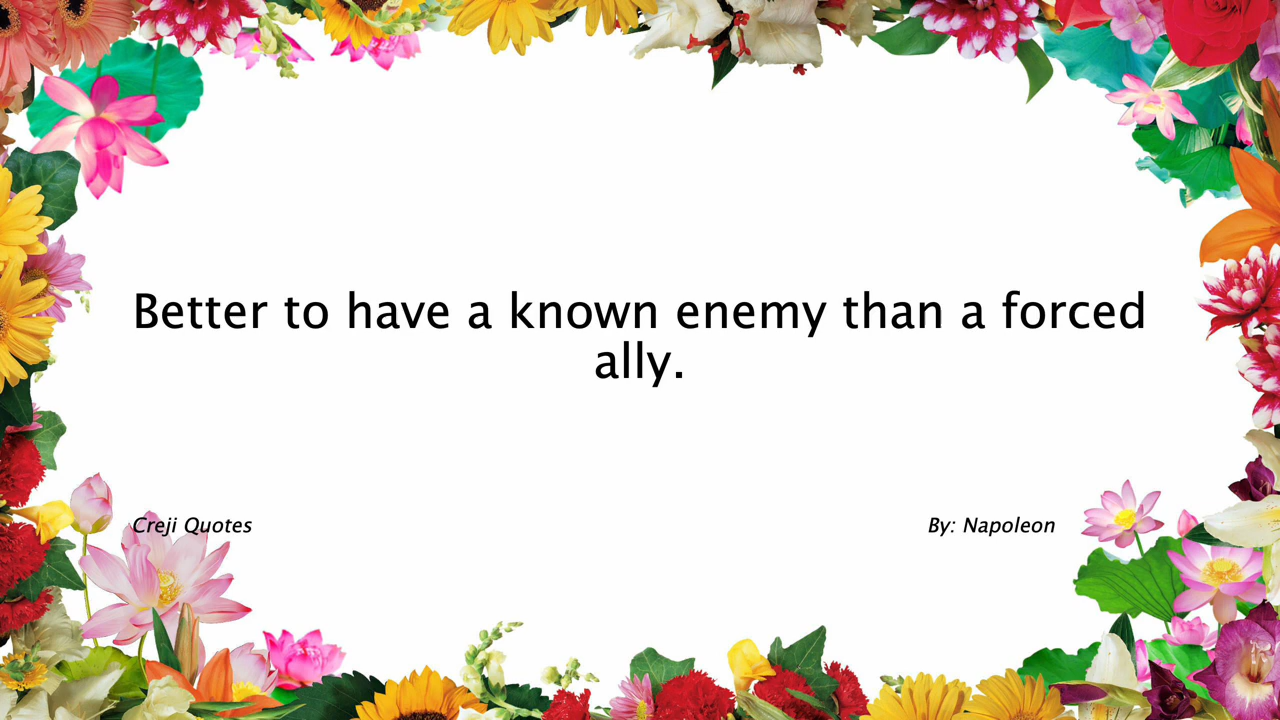 Better to have a known enemy than a forced
ally.
Creji Quotes
By: Napoleon